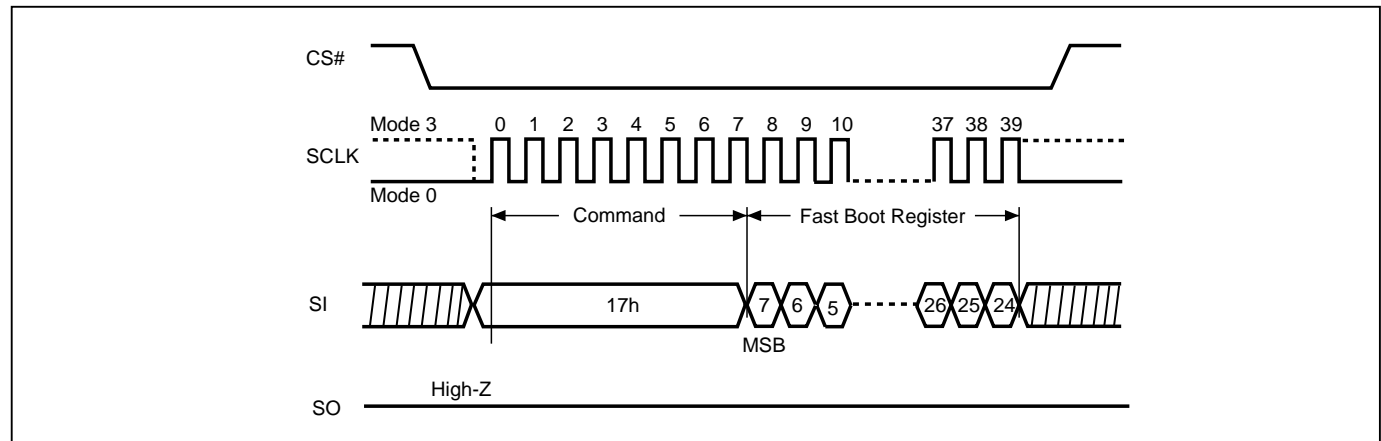 CS#
Mode 3 0 1 2 3 4 5 6 7 8 9 10 37 38 39
SCLK
Mode 0
Command Fast Boot Register
SI 17h 7 6 5 26 25 24
MSB
High-Z
SO